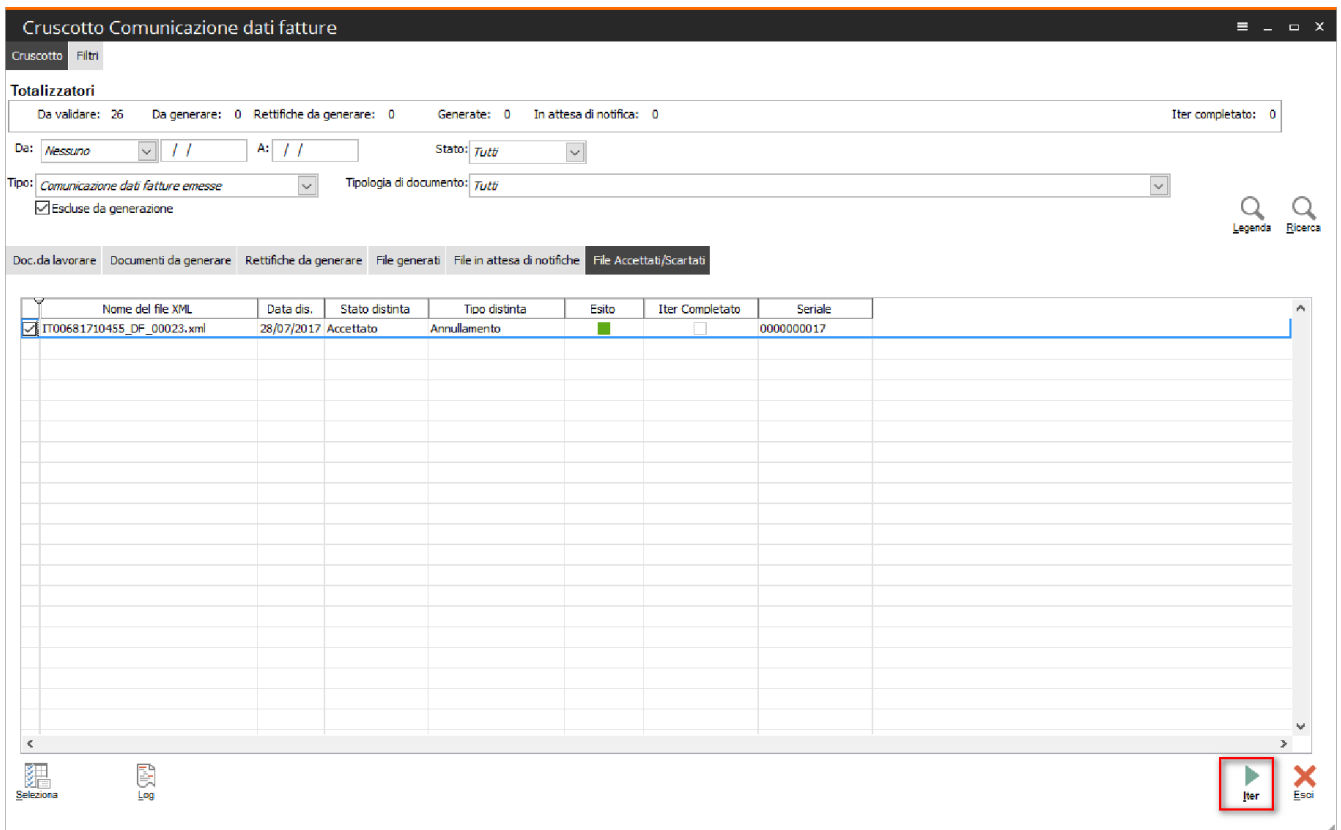 Cruscotto Comunicazione dati fatture
Cruscotto Filtri
Totalizzatori
Da validare: 26 Da generare: 0 Rettifiche da generare: 0 Generate: 0 In attesa di notifica: 0 Iter completato: 0
Da: Nessuno / / A: / / Stato: Tutti
Tipo: Comunicazione dati fatture emesse Tipologia di documento: Tutti
Escluse da generazione
Legenda Ricerca
Doc.da lavorare Documenti da generare Rettifiche da generare File generati File in attesa di notifiche File Accettati/Scartati
Nome del file XML Data dis. Stato distinta Tipo distinta Esito Iter Completato Seriale
IT00681710455_DF_00023.xml 28/07/2017 Accettato Annullamento 0000000017
Seleziona Log Iter Esci